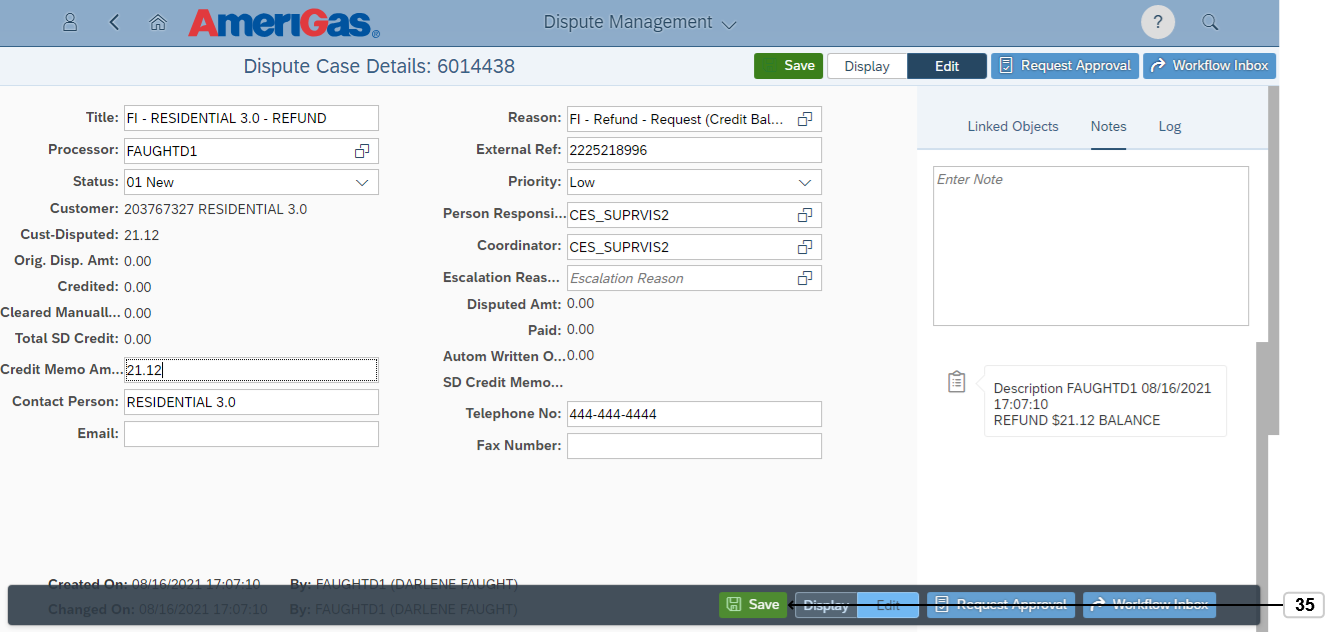 AmeriGas®
Dispute Management
?
Dispute Case Details: 6014438
Save Display Edit Request Approval Workflow Inbox
Title: FI - RESIDENTIAL 3.0 - REFUND
Processor: FAUGHTD1
Status: 01 New
Customer: 203767327 RESIDENTIAL 3.0
Cust-Disputed: 21.12
Orig. Disp. Amt: 0.00
Credited: 0.00
Cleared Manuall... 0.00
Total SD Credit: 0.00
Credit Memo Am... 21.12
Contact Person: RESIDENTIAL 3.0
Email:
Reason: FI - Refund - Request (Credit Bal...
External Ref: 2225218996
Priority: Low
Person Responsi... CES_SUPRVIS2
Coordinator: CES_SUPRVIS2
Escalation Reas... Escalation Reason
Disputed Amt: 0.00
Paid: 0.00
Autom Written O... 0.00
SD Credit Memo...
Telephone No: 444-444-4444
Fax Number:
Linked Objects Notes Log
Enter Note
Description FAUGHTD1 08/16/2021
17:07:10
REFUND $21.12 BALANCE
Created On: 08/16/2021 17:07:10 By: FAUGHTD1 (DARLENE FAUGHT)
Changed On: 08/16/2021 17:07:10 By: FAUGHTD1 (DARLENE FAUGHT)
Save Display Edit Request Approval Workflow Inbox
35